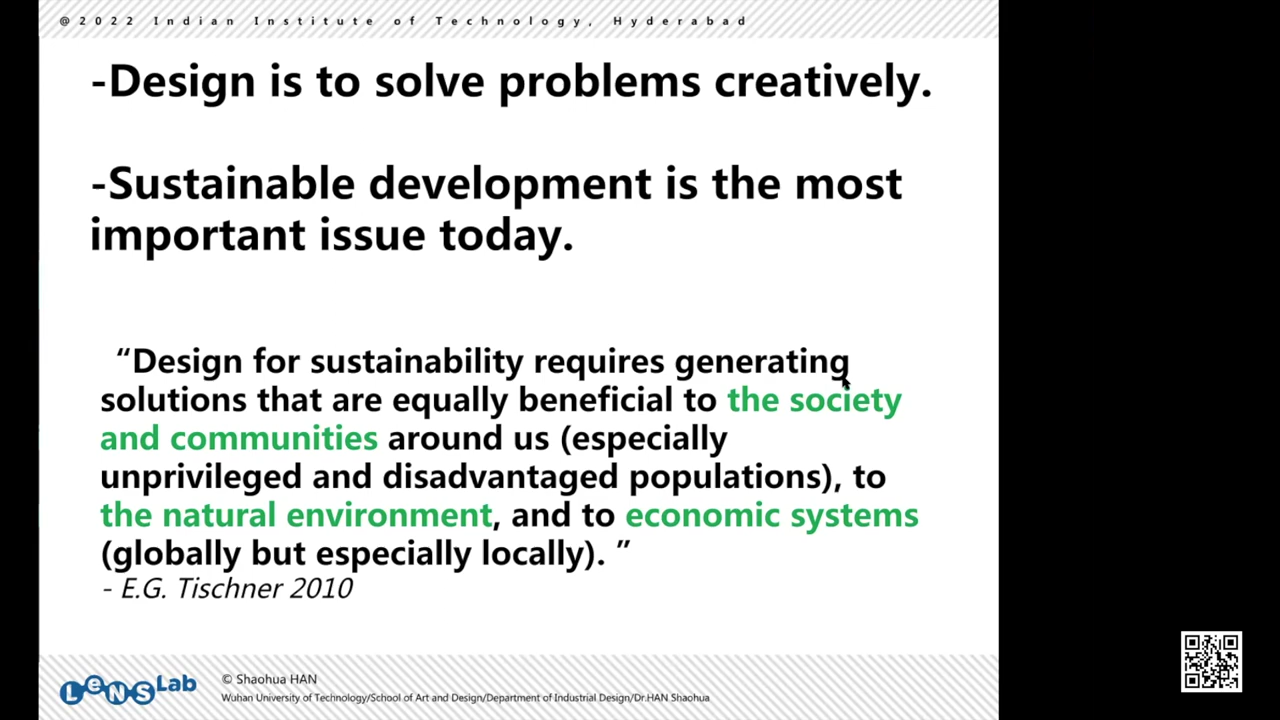 @2022 Indian Institute of Technology, Hyderabad
-Design is to solve problems creatively.
-Sustainable development is the most
important issue today.
“Design for sustainability requires generating
solutions that are equally beneficial to the society
and communities around us (especially
unprivileged and disadvantaged populations), to
the natural environment, and to economic systems
(globally but especially locally). ”
- E.G. Tischner 2010
LeNS Lab
© Shaohua HAN
Wuhan University of Technology/School of Art and Design/Department of Industrial Design/Dr.HAN Shaohua